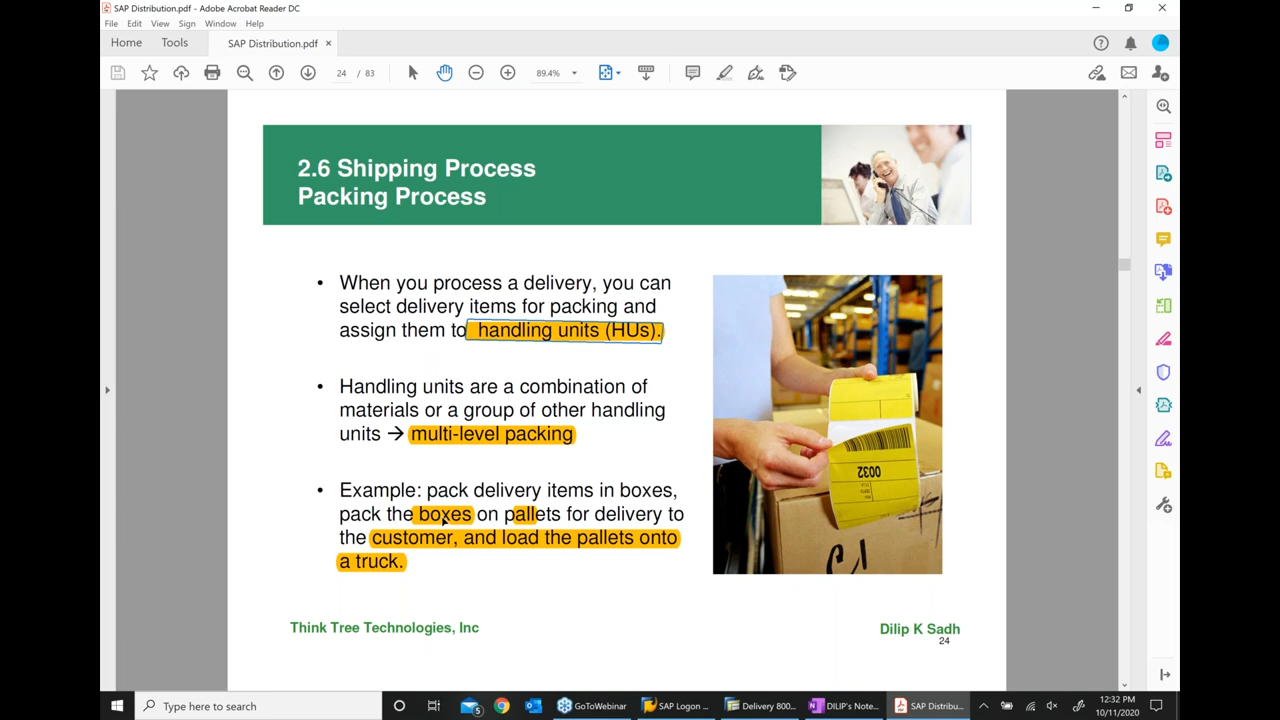 SAP Distribution.pdf - Adobe Acrobat Reader DC
File Edit View Sign Window Help
Home Tools SAP Distribution.pdf ×
24 / 83 89.4%
2.6 Shipping Process
Packing Process
• When you process a delivery, you can
select delivery items for packing and
assign them to handling units (HUs).
• Handling units are a combination of
materials or a group of other handling
units → multi-level packing
• Example: pack delivery items in boxes,
pack the boxes on pallets for delivery to
the customer, and load the pallets onto
a truck.
0032
Think Tree Technologies, Inc
Dilip K Sadh
24
Type here to search
5
GoToWebinar
SAP Logon ...
Delivery 800...
DILIP's Note...
SAP Distribu...
12:32 PM
10/11/2020